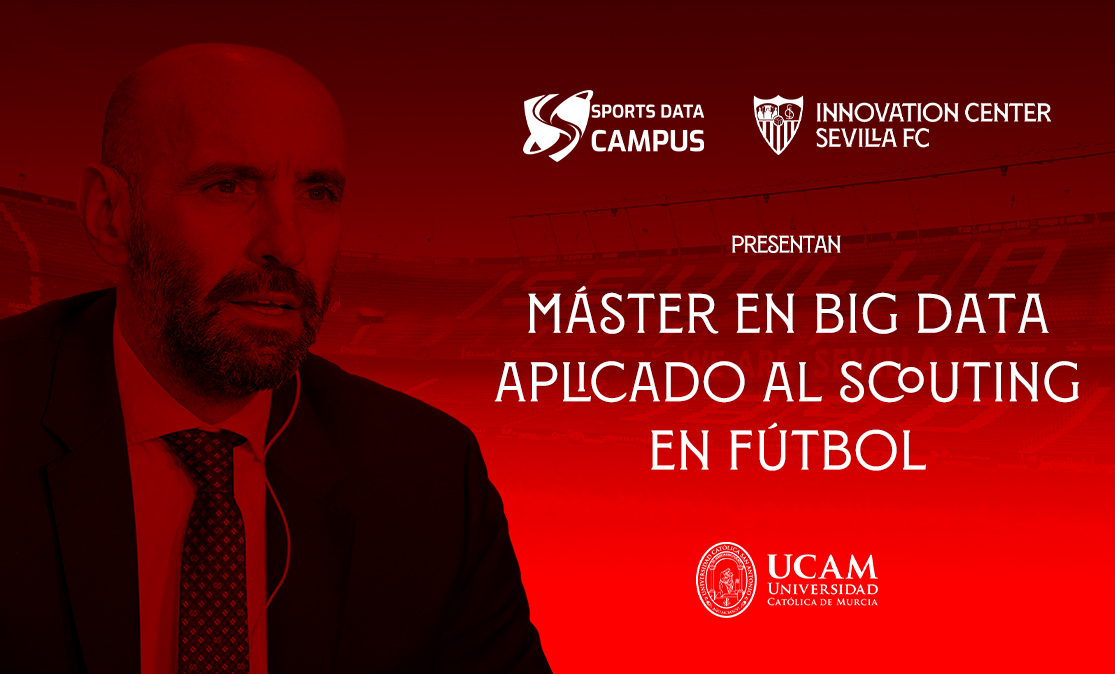 SPORTS DATA
CAMPUS
INNOVATION CENTER
SEVILLA FC
PRESENTAN
MÁSTER EN BIG DATA
APLICADO AL SCOUTING
EN FÚTBOL
UCAM
UNIVERSIDAD
CATÓLICA DE MURCIA
SEVILLA